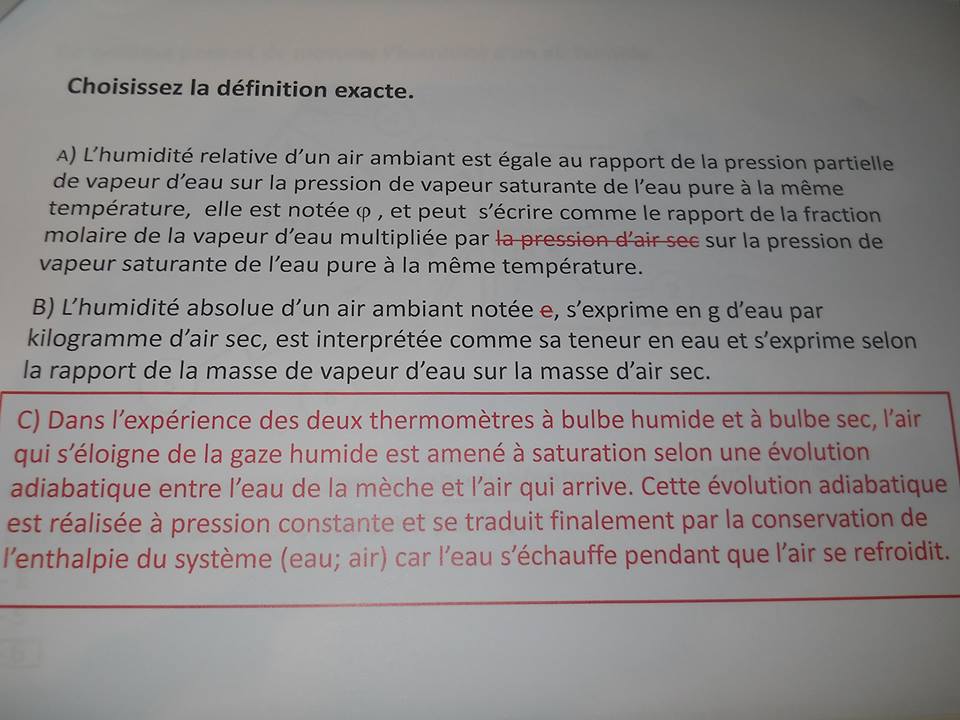 Choisissez la définition exacte.
A) L'humidité relative d'un air ambiant est égale au rapport de la pression partielle
de vapeur d'eau sur la pression de vapeur saturante de l'eau pure à la même
température, elle est notée φ , et peut s'écrire comme le rapport de la fraction
molaire de la vapeur d'eau multipliée par la pression d'air sec sur la pression de
vapeur saturante de l'eau pure à la même température.
B) L'humidité absolue d'un air ambiant notée e, s'exprime en g d'eau par
kilogramme d'air sec, est interprétée comme sa teneur en eau et s'exprime selon
la rapport de la masse de vapeur d'eau sur la masse d'air sec.
C) Dans l'expérience des deux thermomètres à bulbe humide et à bulbe sec, l'air
qui s'éloigne de la gaze humide est amené à saturation selon une évolution
adiabatique entre l'eau de la mèche et l'air qui arrive. Cette évolution adiabatique
est réalisée à pression constante et se traduit finalement par la conservation de
l'enthalpie du système (eau; air) car l'eau s'échauffe pendant que l'air se refroidit.